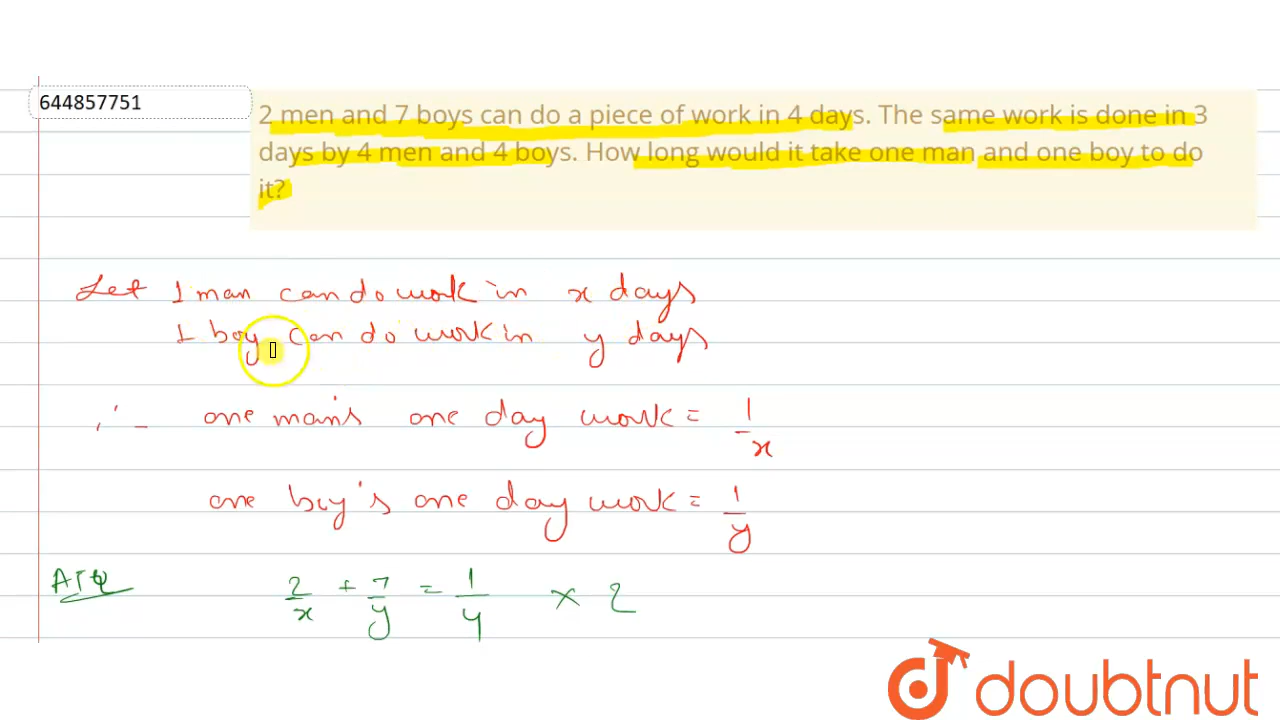 644857751
2 men and 7 boys can do a piece of work in 4 days. The same work is done in 3
days by 4 men and 4 boys. How long would it take one man and one boy to do
it?
Let 1 man can do work in x days
1 boy can do work in y days
∴ one man's one day work = 1/x
one boy's one day work = 1/y
ATQ 2/x + 7/y = 1/4 × 2
doubtnut